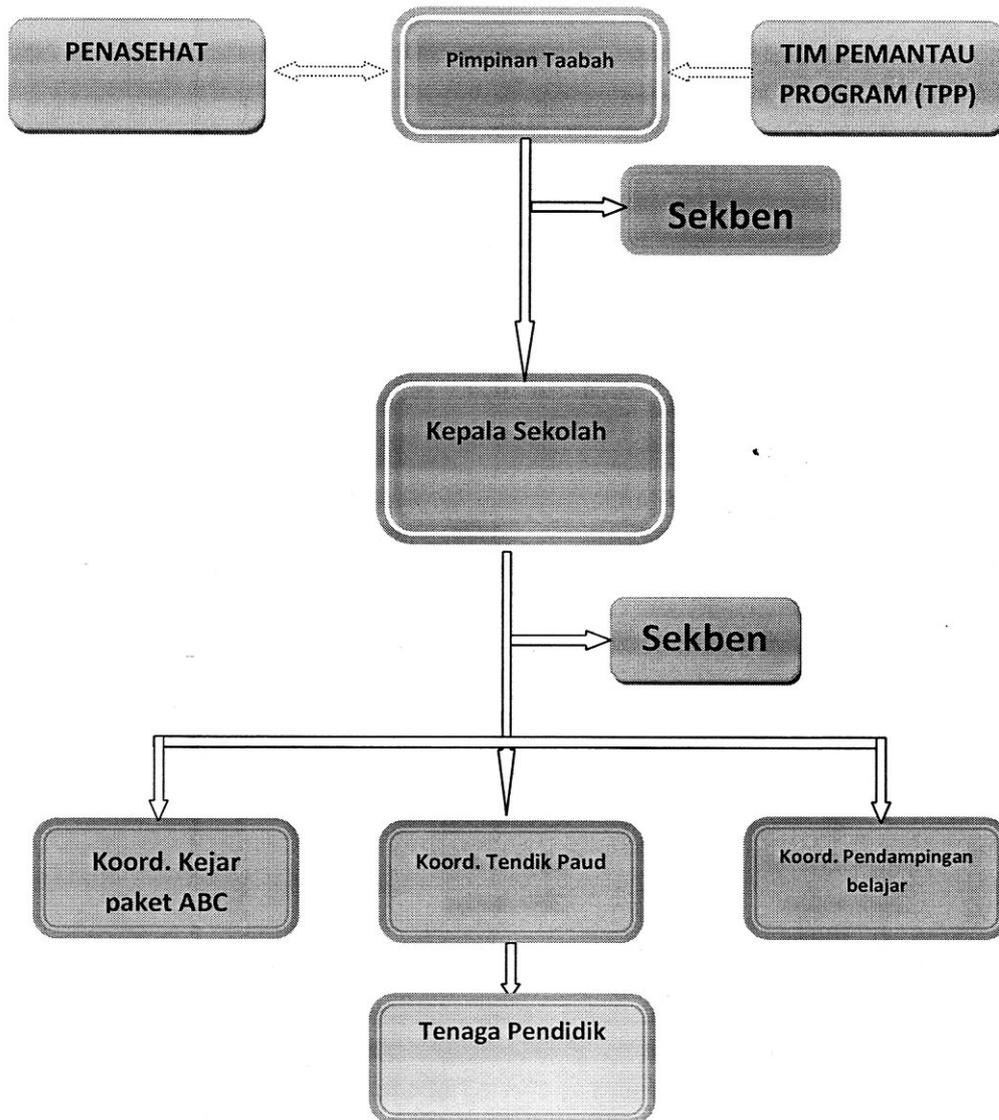 PENASEHAT
Pimpinan Taabah
TIM PEMANTAU
PROGRAM (TPP)
Sekben
Kepala Sekolah
Sekben
Koord. Kejar
paket ABC
Koord. Tendik Paud
Koord. Pendampingan
belajar
Tenaga Pendidik